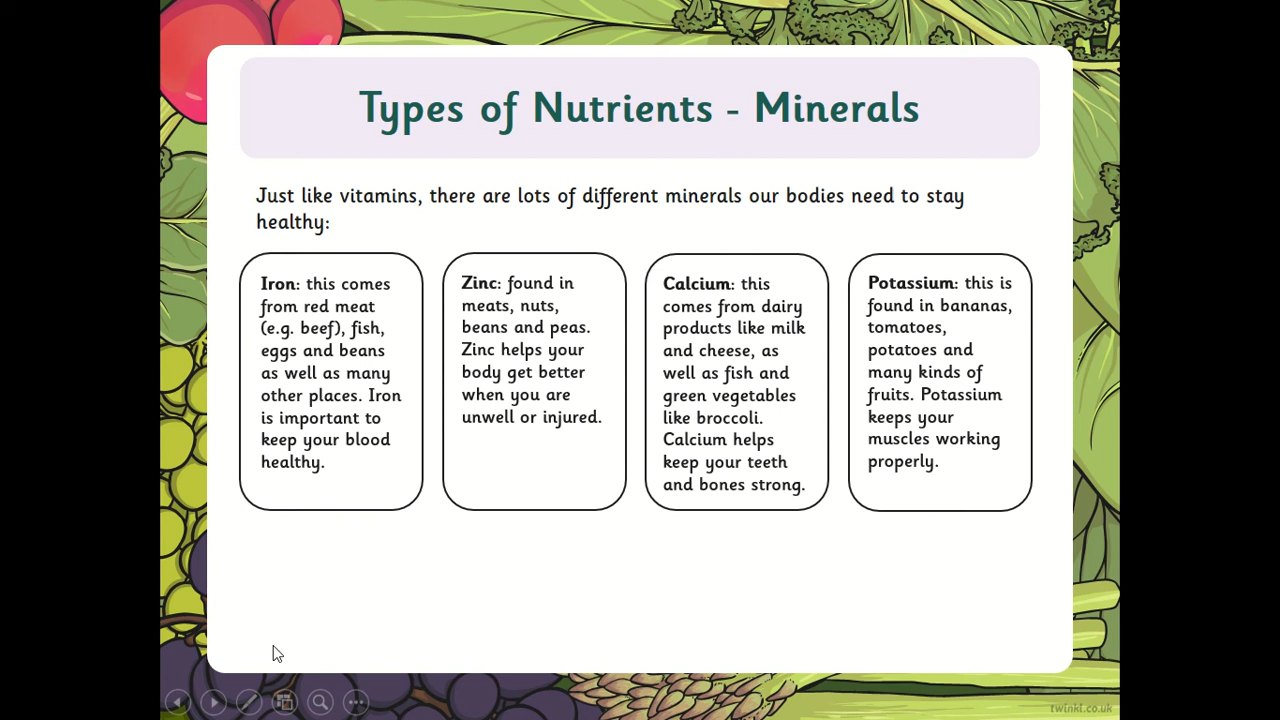 Types of Nutrients - Minerals
Just like vitamins, there are lots of different minerals our bodies need to stay
healthy:
Iron: this comes
from red meat
(e.g. beef), fish,
eggs and beans
as well as many
other places. Iron
is important to
keep your blood
healthy.
Zinc: found in
meats, nuts,
beans and peas.
Zinc helps your
body get better
when you are
unwell or injured.
Calcium: this
comes from dairy
products like milk
and cheese, as
well as fish and
green vegetables
like broccoli.
Calcium helps
keep your teeth
and bones strong.
Potassium: this is
found in bananas,
tomatoes,
potatoes and
many kinds of
fruits. Potassium
keeps your
muscles working
properly.
twinkl.co.uk